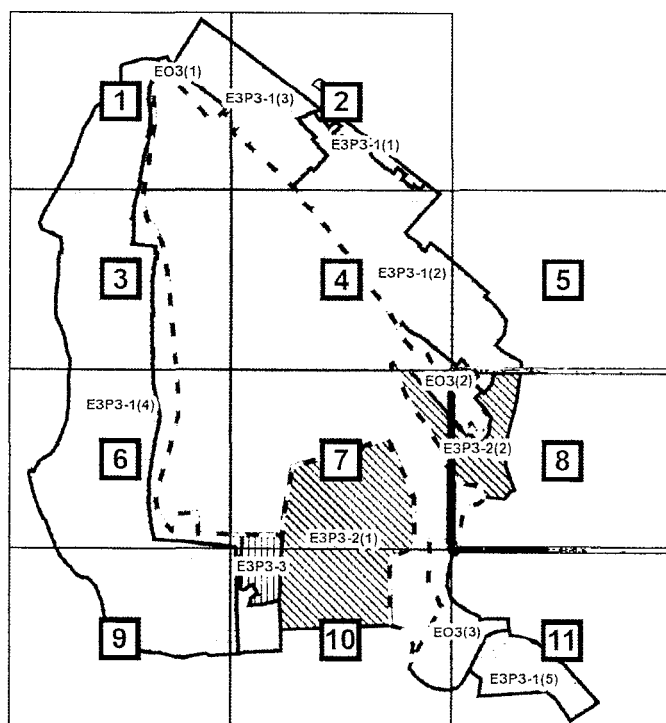 EO3(1)
1
E3P3-1(3)
2
E3P3-1(1)
3
4
E3P3-1(2)
5
EO3(2)
E3P3-1(4)
6
7
E3P3-2(2)
8
E3P3-2(1)
E3P3-3
9
10
EO3(3)
11
E3P3-1(5)